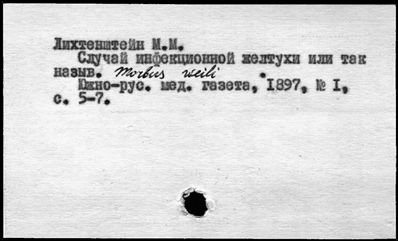 Лихтенштейн М.М.
Случай инфекционной желтухи или так
назыв. Morbus weili.
Южно-рус. мед. газета, 1897, № I,
с. 5-7.